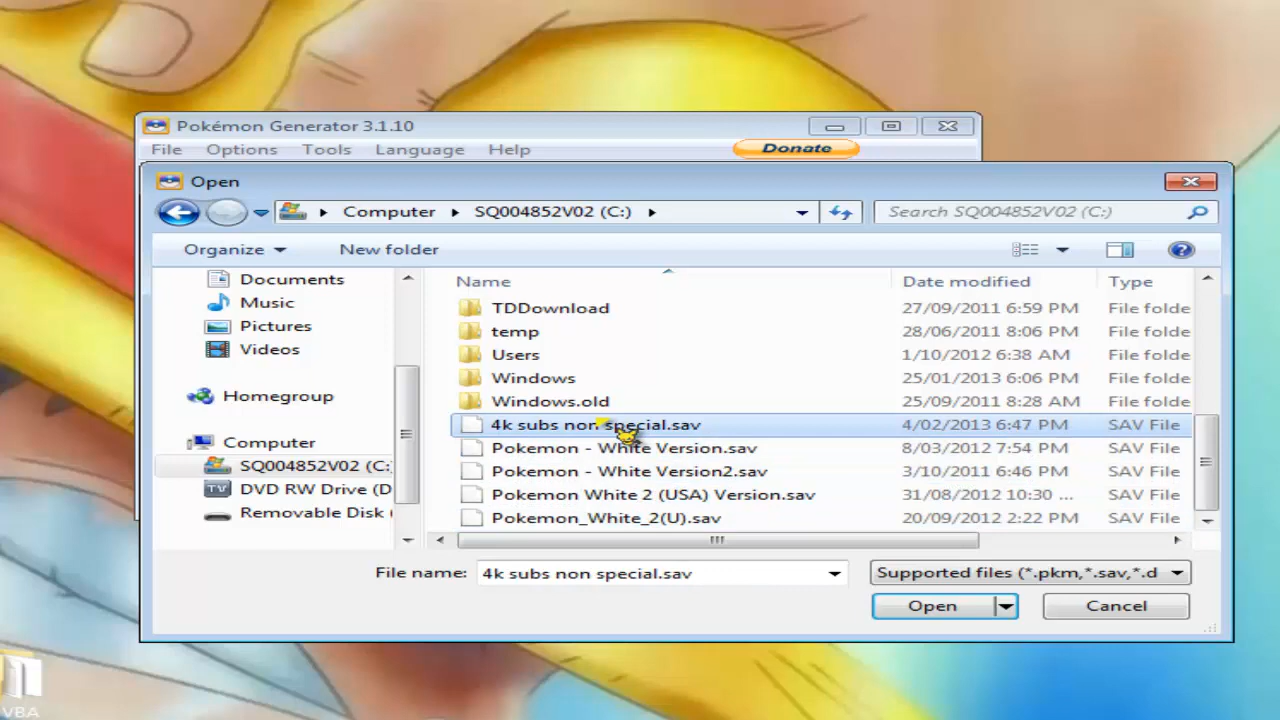 Pokémon Generator 3.1.10
File Options Tools Language Help Donate
Open
Computer SQ004852V02 (C:) Search SQ004852V02 (C:)
Organize New folder
Name Date modified Type
Documents
Music
Pictures
Videos
Homegroup
Computer
SQ004852V02 (C:
DVD RW Drive (D
Removable Disk (
TDDownload 27/09/2011 6:59 PM File folde
temp 28/06/2011 8:06 PM File folde
Users 1/10/2012 6:38 AM File folde
Windows 25/01/2013 6:06 PM File folde
Windows.old 25/09/2011 8:28 AM File folde
4k subs non special.sav 4/02/2013 6:47 PM SAV File
Pokemon - White Version.sav 8/03/2012 7:54 PM SAV File
Pokemon - White Version2.sav 3/10/2011 6:46 PM SAV File
Pokemon White 2 (USA) Version.sav 31/08/2012 10:30 ... SAV File
Pokemon_White_2(U).sav 20/09/2012 2:22 PM SAV File
File name: 4k subs non special.sav Supported files (*.pkm,*.sav,*.d
Open Cancel
VBA